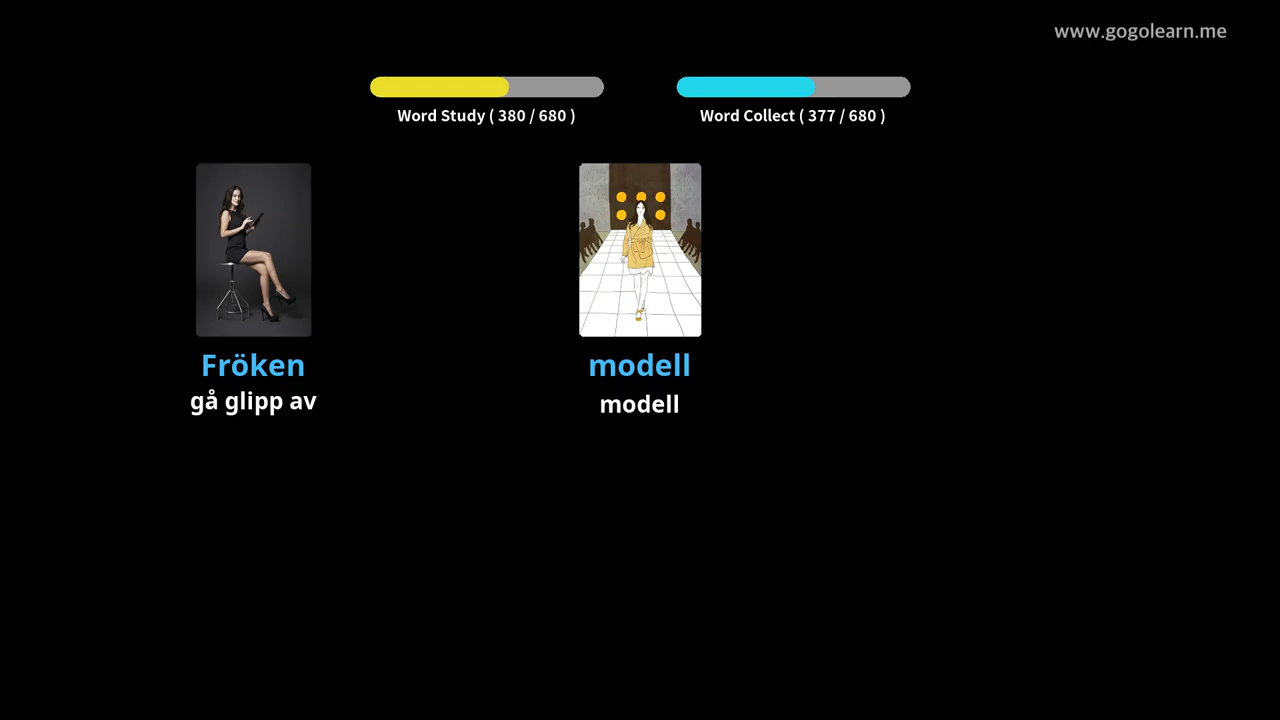 www.gogolearn.me
Word Study ( 380 / 680 )
Word Collect ( 377 / 680 )
Fröken
gå glipp av
modell
modell